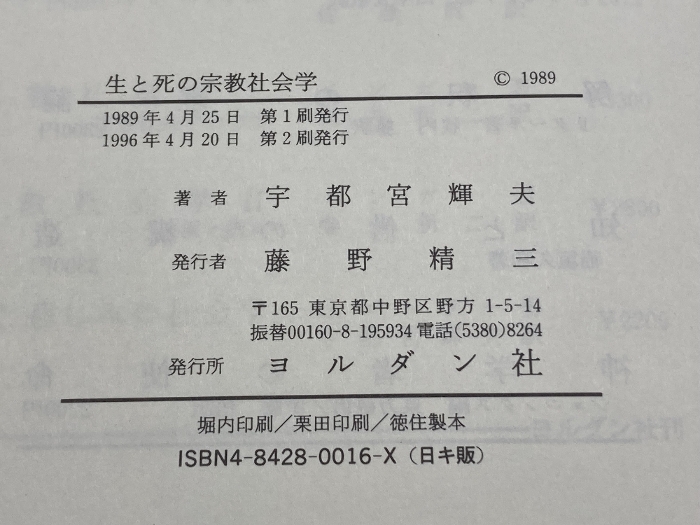 生と死の宗教社会学 © 1989
1989年4月25日 第1刷発行
1996年4月20日 第2刷発行
著者 宇都宮輝夫
発行者 藤野精三
〒165 東京都中野区野方 1-5-14
振替00160-8-195934 電話(5380)8264
発行所 ヨルダン社
堀内印刷/栗田印刷/徳住製本
ISBN4-8428-0016-X(日キ販)